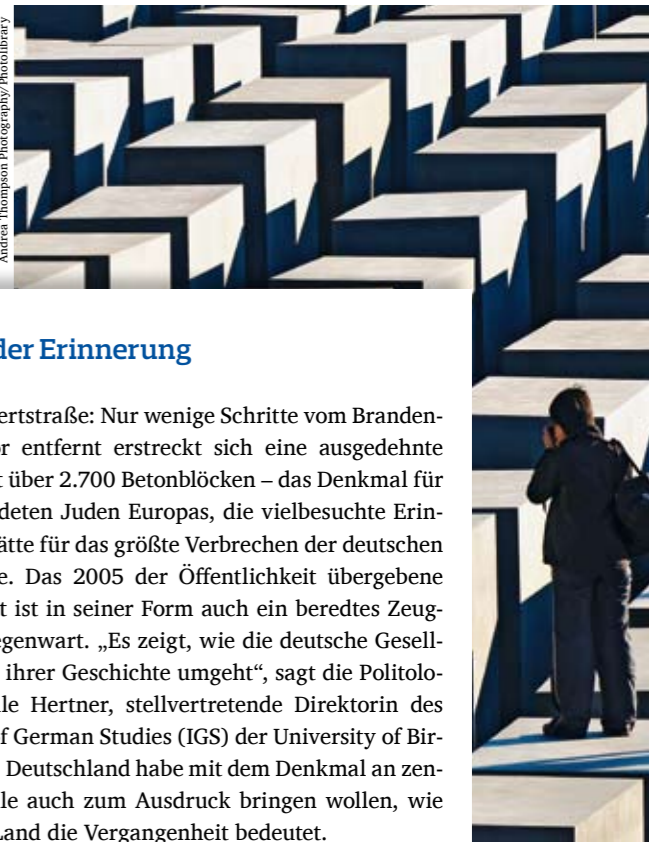 Andrea Thompson Photography/Photolibrary
der Erinnerung
ertstraße: Nur wenige Schritte vom Branden-
or entfernt erstreckt sich eine ausgedehnte
t über 2.700 Betonblöcken – das Denkmal für
deten Juden Europas, die vielbesuchte Erin-
ätte für das größte Verbrechen der deutschen
e. Das 2005 der Öffentlichkeit übergebene
t ist in seiner Form auch ein beredtes Zeug-
egenwart. „Es zeigt, wie die deutsche Gesell-
ihrer Geschichte umgeht“, sagt die Politolo-
lle Hertner, stellvertretende Direktorin des
f German Studies (IGS) der University of Bir-
Deutschland habe mit dem Denkmal an zen-
le auch zum Ausdruck bringen wollen, wie
Land die Vergangenheit bedeutet.